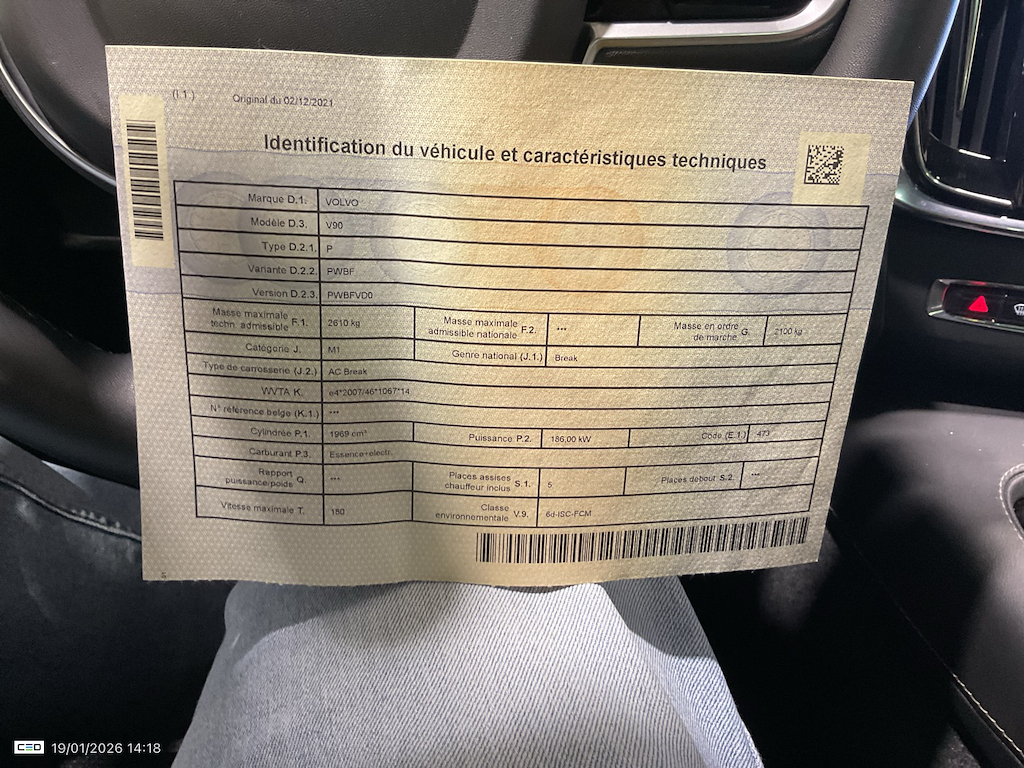 (I.1.) Original du 02/12/2021
Identification du véhicule et caractéristiques techniques
Marque D.1. VOLVO
Modèle D.3. V90
Type D.2.1. P
Variante D.2.2. PWBF
Version D.2.3. PWBFVD0
Masse maximale techn. admissible F.1. 2610 kg Masse maximale admissible nationale F.2. --- Masse en ordre de marche G. 2100 kg
Catégorie J. M1 Genre national (J.1.) Break
Type de carrosserie (J.2.) AC Break
WVTA K. e4*2007/46*1067*14
N° référence belge (K.1.) ---
Cylindrée P.1. 1969 cm³ Puissance P.2. 186,00 kW Code (E.1.) 473
Carburant P.3. Essence+electr.
Rapport puissance/poids Q. --- Places assises chauffeur inclus S.1. 5 Places debout S.2. ---
Vitesse maximale T. 180 Classe environnementale V.9. 6d-ISC-FCM
CEO 19/01/2026 14:18